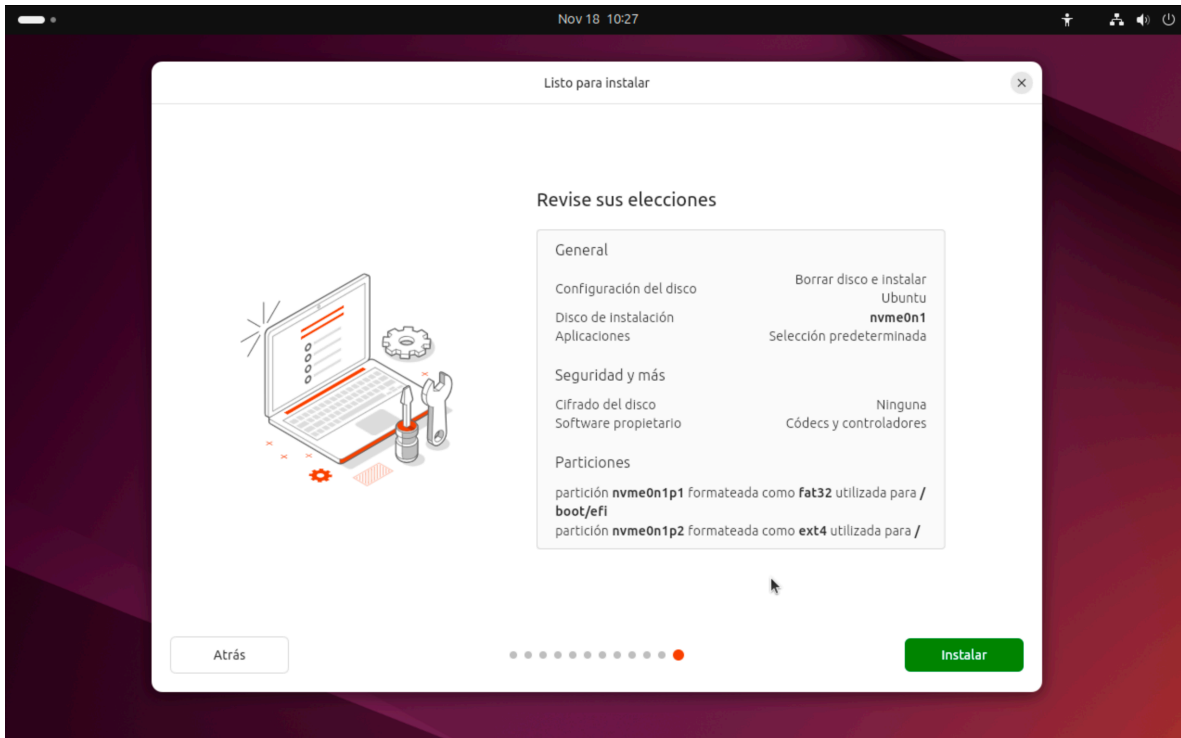 Nov 18 10:27
Listo para instalar
Revise sus elecciones
General
Configuración del disco
Borrar disco e instalar
Ubuntu
Disco de instalación
nvme0n1
Aplicaciones
Selección predeterminada
Seguridad y más
Cifrado del disco
Ninguna
Software propietario
Códecs y controladores
Particiones
partición nvme0n1p1 formateada como fat32 utilizada para /
boot/efi
partición nvme0n1p2 formateada como ext4 utilizada para /
Atrás
Instalar